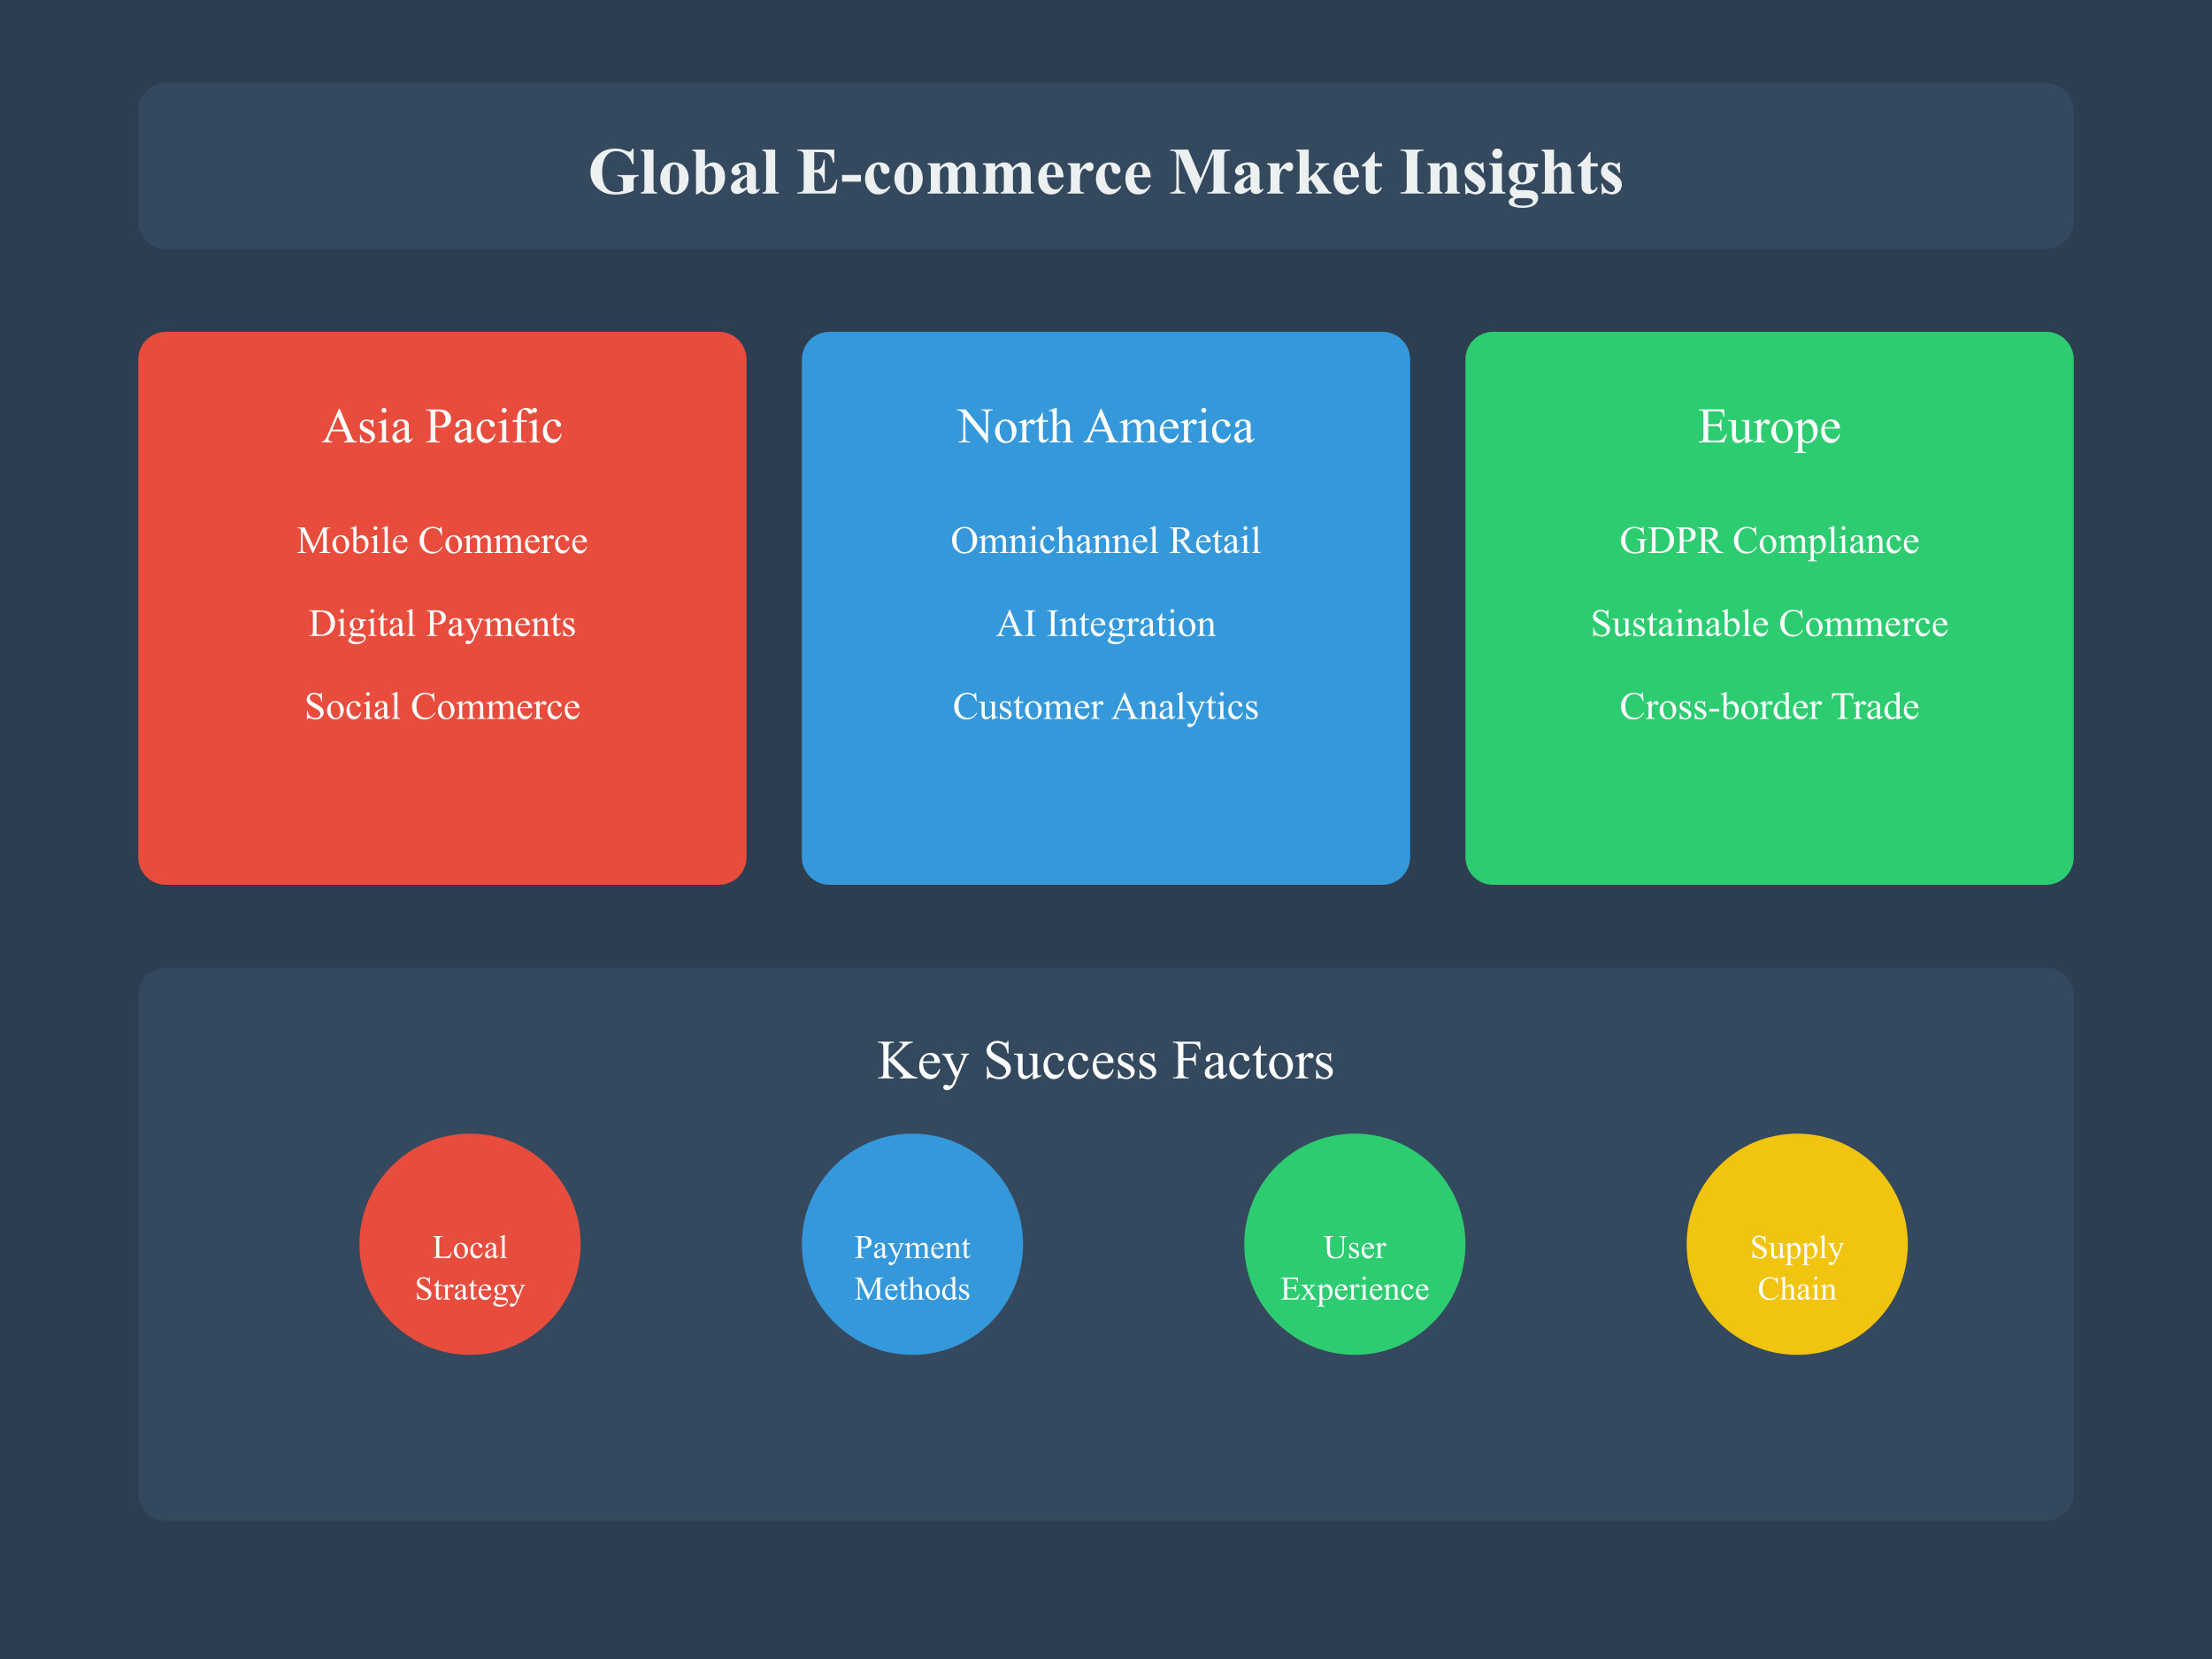 Global E-commerce Market Insights
Asia Pacific
Mobile Commerce
Digital Payments
Social Commerce
North America
Omnichannel Retail
AI Integration
Customer Analytics
Europe
GDPR Compliance
Sustainable Commerce
Cross-border Trade
Key Success Factors
Local
Strategy
Payment
Methods
User
Experience
Supply
Chain